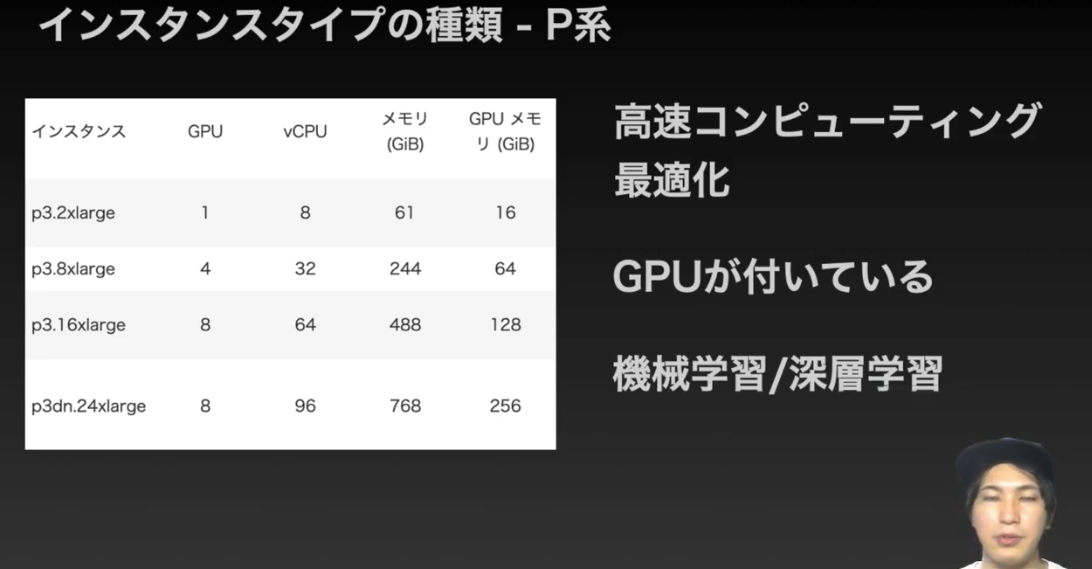 インスタンスタイプの種類 - P系
インスタンス GPU vCPU メモリ (GiB) GPU メモリ (GiB)
p3.2xlarge 1 8 61 16
p3.8xlarge 4 32 244 64
p3.16xlarge 8 64 488 128
p3dn.24xlarge 8 96 768 256
高速コンピューティング
最適化
GPUが付いている
機械学習/深層学習